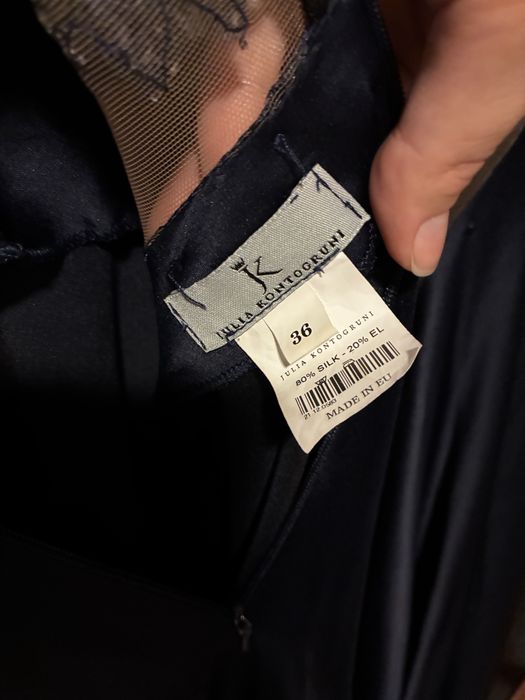 JK
JULIA KONTOGRUNI
36
JULIA KONTOGRUNI
80% SILK - 20% EL
MADE IN EU